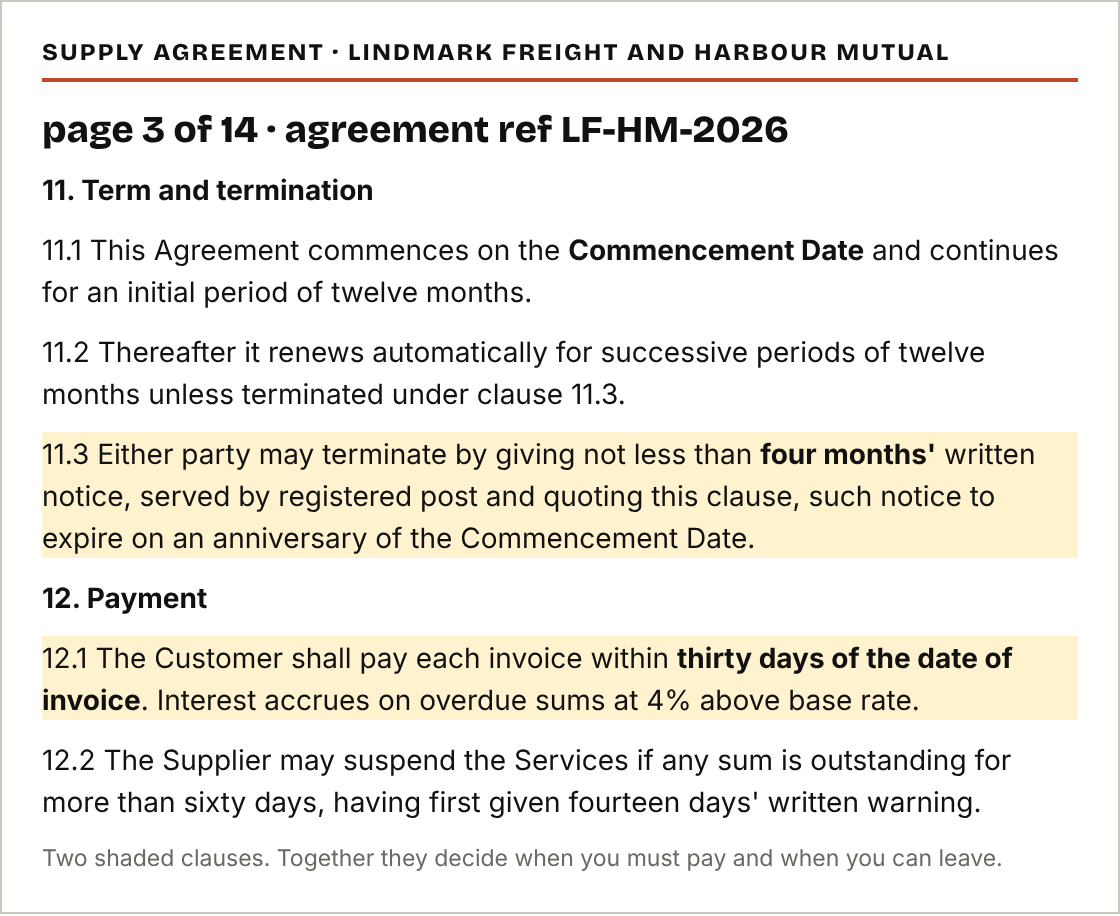 SUPPLY AGREEMENT · LINDMARK FREIGHT AND HARBOUR MUTUAL
page 3 of 14 · agreement ref LF-HM-2026
11. Term and termination
11.1 This Agreement commences on the Commencement Date and continues
for an initial period of twelve months.
11.2 Thereafter it renews automatically for successive periods of twelve
months unless terminated under clause 11.3.
11.3 Either party may terminate by giving not less than four months' written
notice, served by registered post and quoting this clause, such notice to
expire on an anniversary of the Commencement Date.
12. Payment
12.1 The Customer shall pay each invoice within thirty days of the date of
invoice. Interest accrues on overdue sums at 4% above base rate.
12.2 The Supplier may suspend the Services if any sum is outstanding for
more than sixty days, having first given fourteen days' written warning.
Two shaded clauses. Together they decide when you must pay and when you can leave.